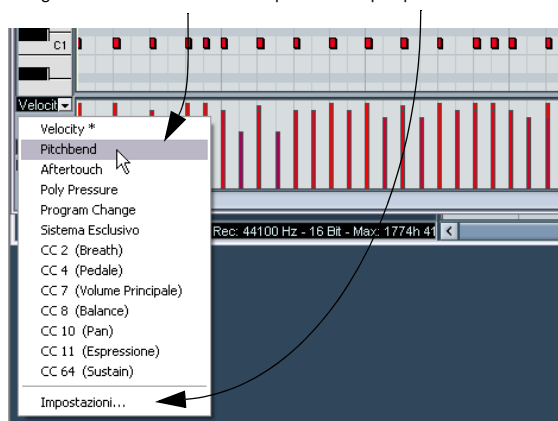 C1
Velocit
Velocity *
Pitchbend
Aftertouch
Poly Pressure
Program Change
Sistema Esclusivo
Rec: 44100 Hz - 16 Bit - Max: 1774h 41
CC 2 (Breath)
CC 4 (Pedale)
CC 7 (Volume Principale)
CC 8 (Balance)
CC 10 (Pan)
CC 11 (Espressione)
CC 64 (Sustain)
Impostazioni...